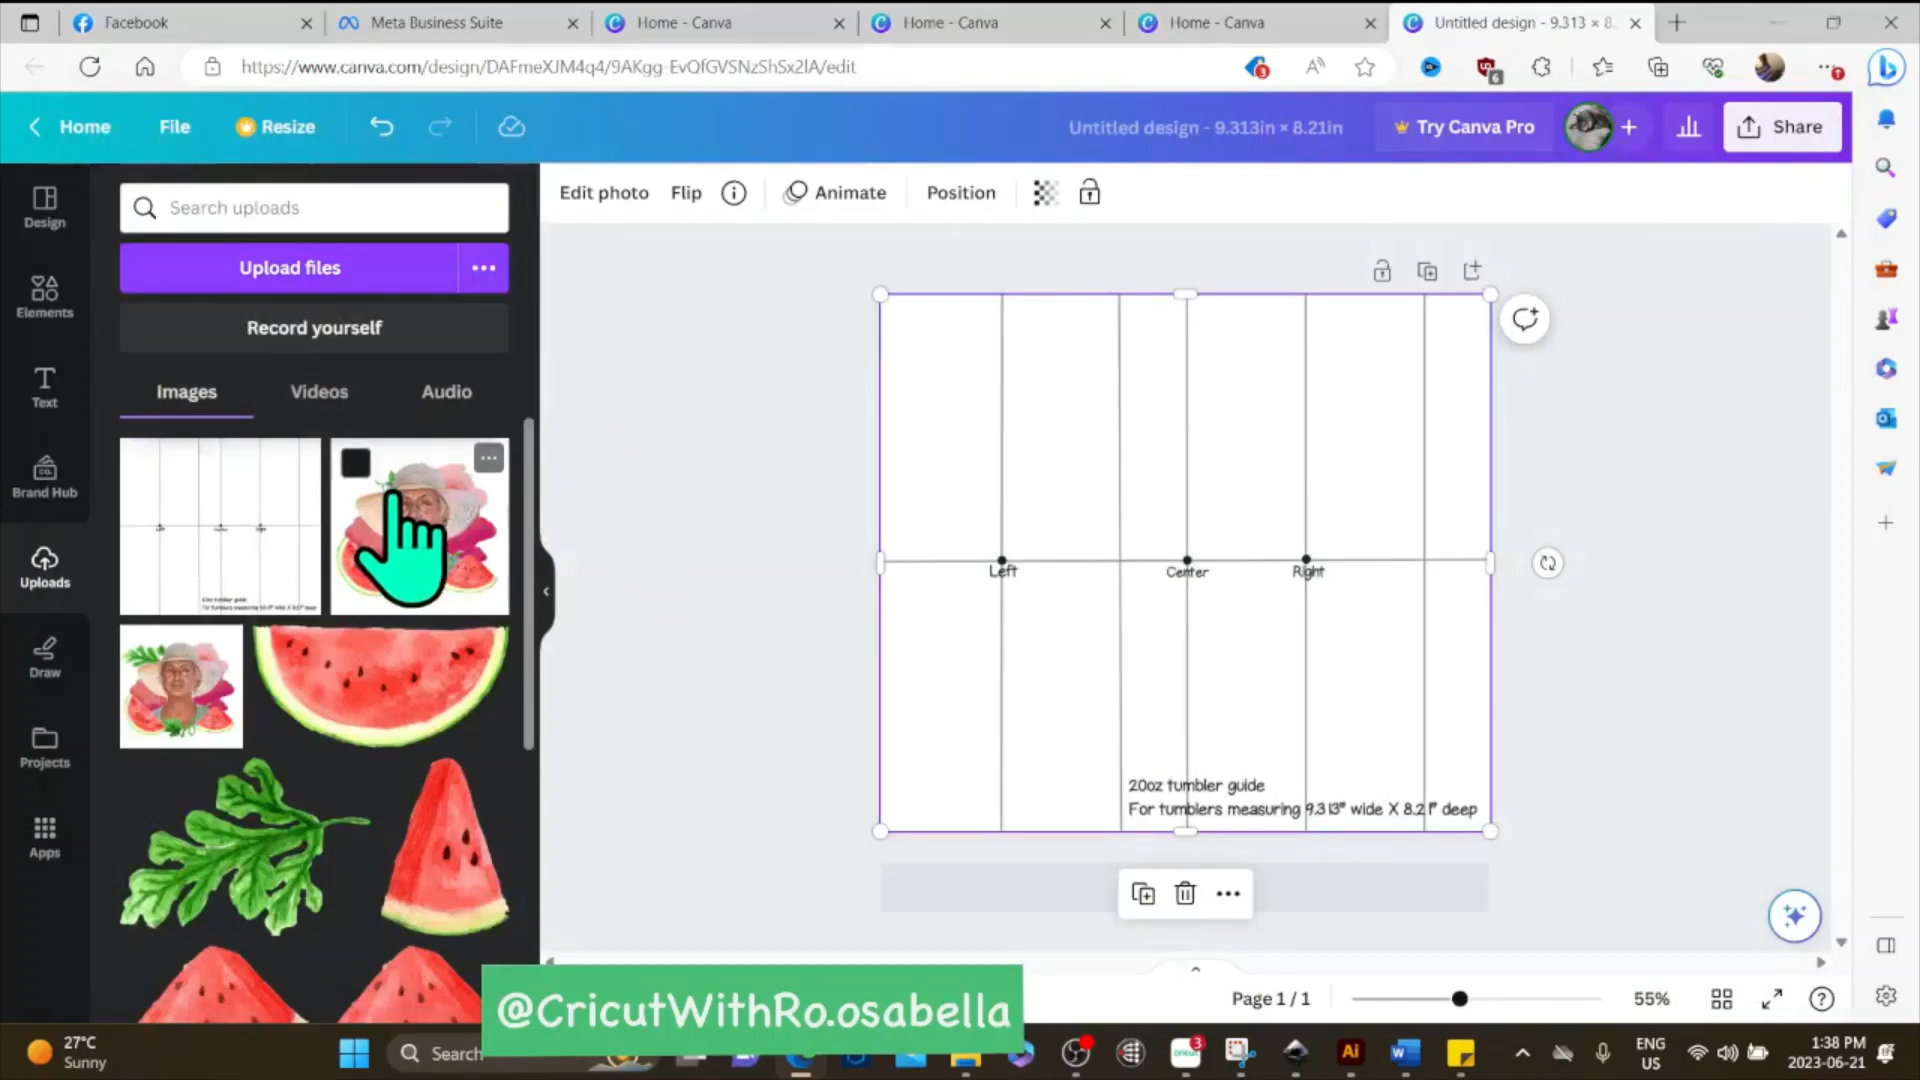 Facebook
Meta Business Suite
Home - Canva
Home - Canva
Home - Canva
Untitled design - 9.313 × 8.
https://www.canva.com/design/DAFmeXJM4q4/9AKgg-EvQfGVSNzShSx2lA/edit
Home
File
Resize
Untitled design - 9.313in × 8.21in
Try Canva Pro
Share
Design
Elements
Text
Brand Hub
Uploads
Draw
Projects
Apps
Search uploads
Upload files
Record yourself
Images
Videos
Audio
Edit photo
Flip
Animate
Position
Left
Center
Right
20oz tumbler guide
For tumblers measuring 9.313" wide X 8.21" deep
Page 1 / 1
55%
@CricutWithRo.osabella
27°C
Sunny
Search
ENG
US
1:38 PM
2023-06-21